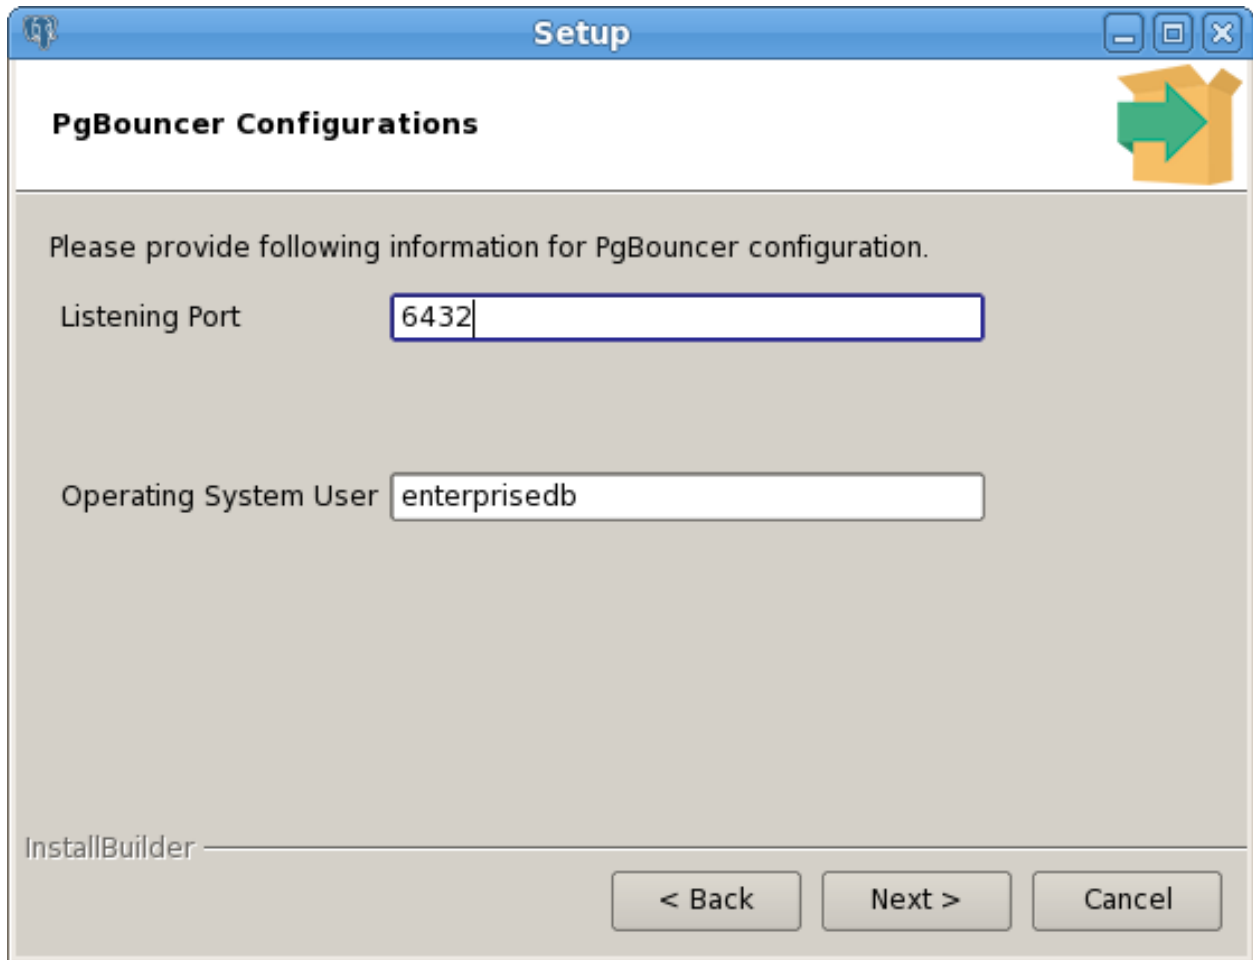 Setup
PgBouncer Configurations
Please provide following information for PgBouncer configuration.
Listening Port 6432
Operating System User enterprisedb
InstallBuilder
< Back Next > Cancel